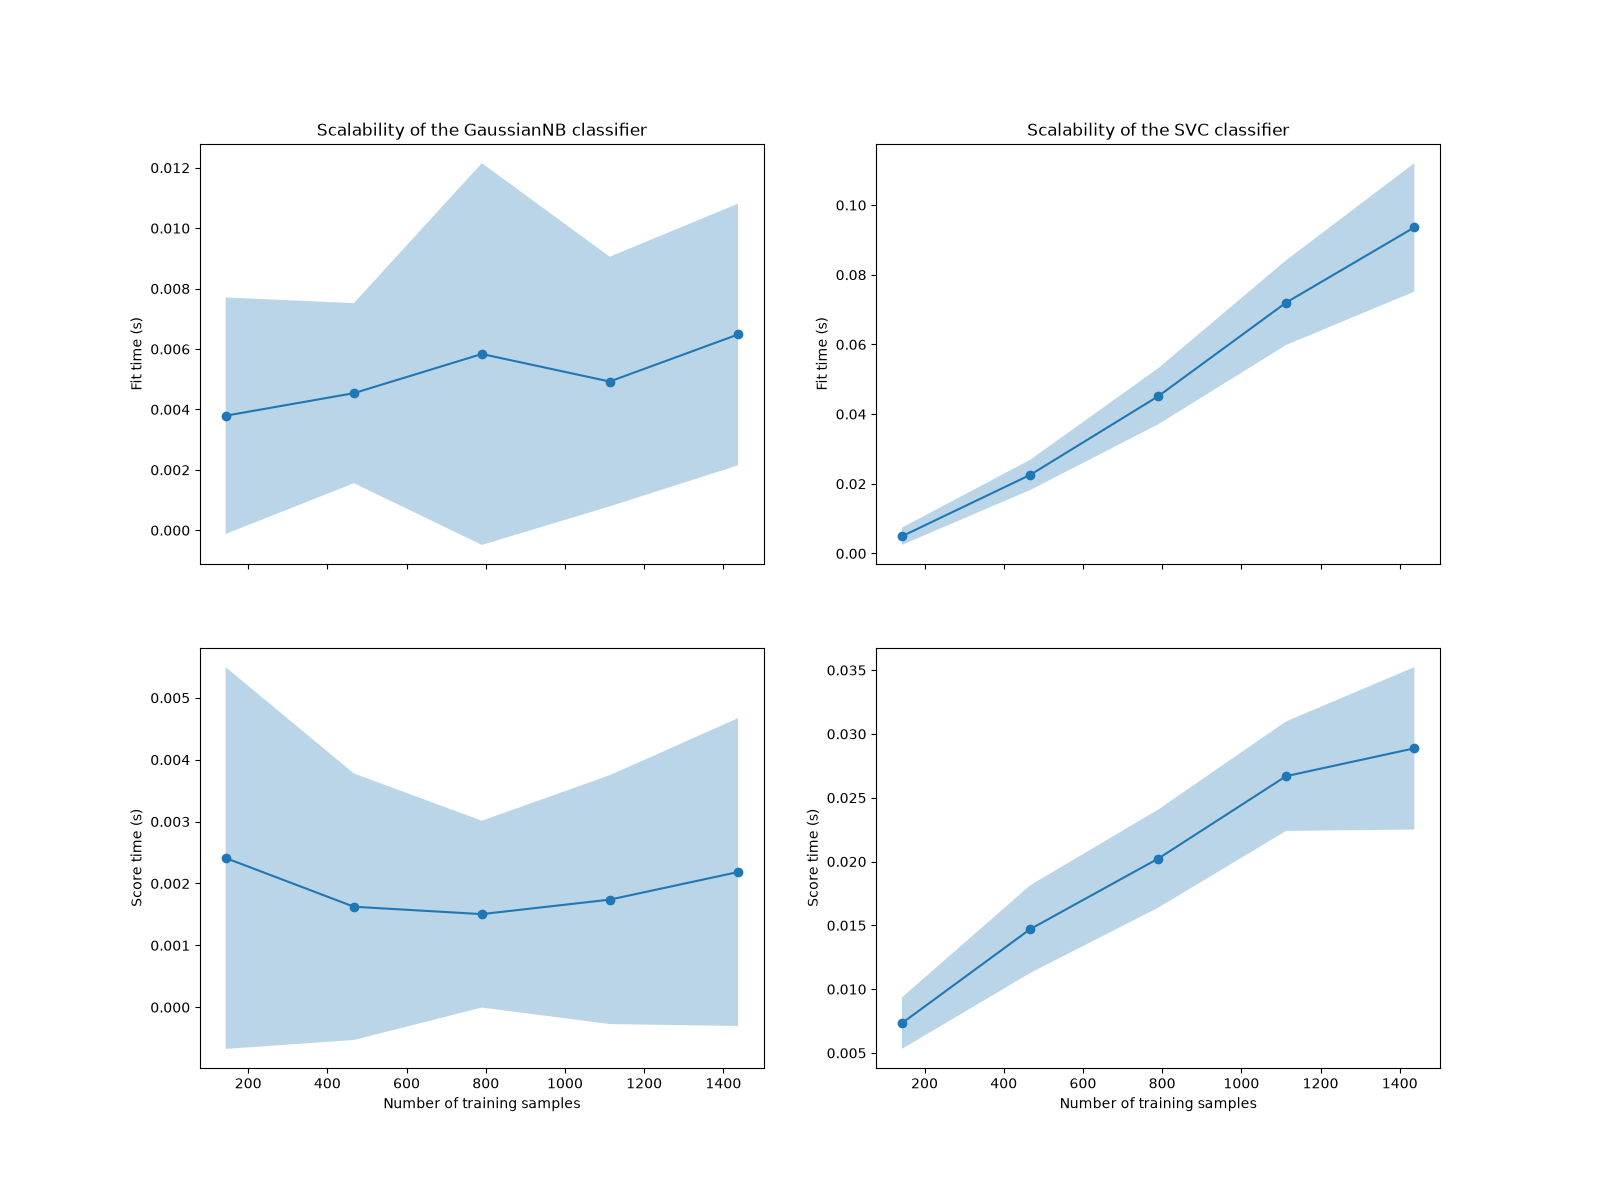 Scalability of the GaussianNB classifier
0.012
0.010
0.008
0.006
0.004
0.002
0.000
Fit time (s)
Scalability of the SVC classifier
0.10
0.08
0.06
0.04
0.02
0.00
Fit time (s)
0.005
0.004
0.003
0.002
0.001
0.000
Score time (s)
200 400 600 800 1000 1200 1400
Number of training samples
0.035
0.030
0.025
0.020
0.015
0.010
0.005
Score time (s)
200 400 600 800 1000 1200 1400
Number of training samples